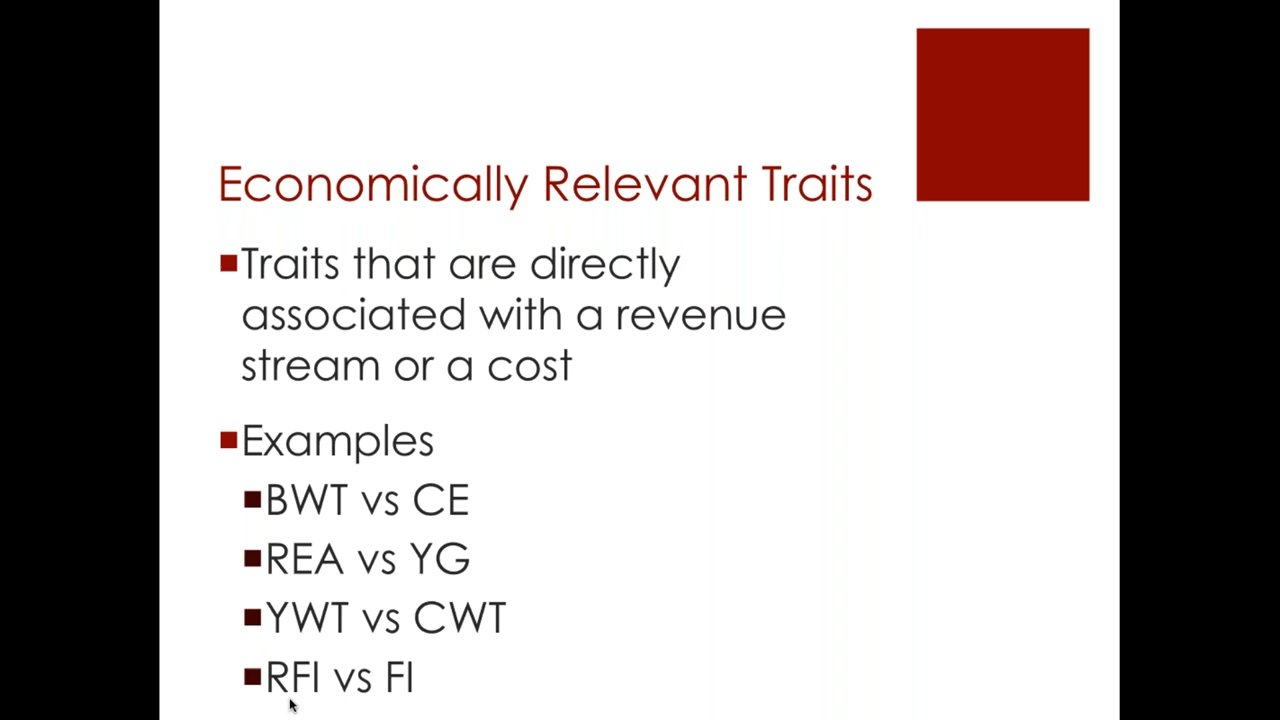 Economically Relevant Traits
Traits that are directly
associated with a revenue
stream or a cost
Examples
BWT vs CE
REA vs YG
YWT vs CWT
RFI vs FI